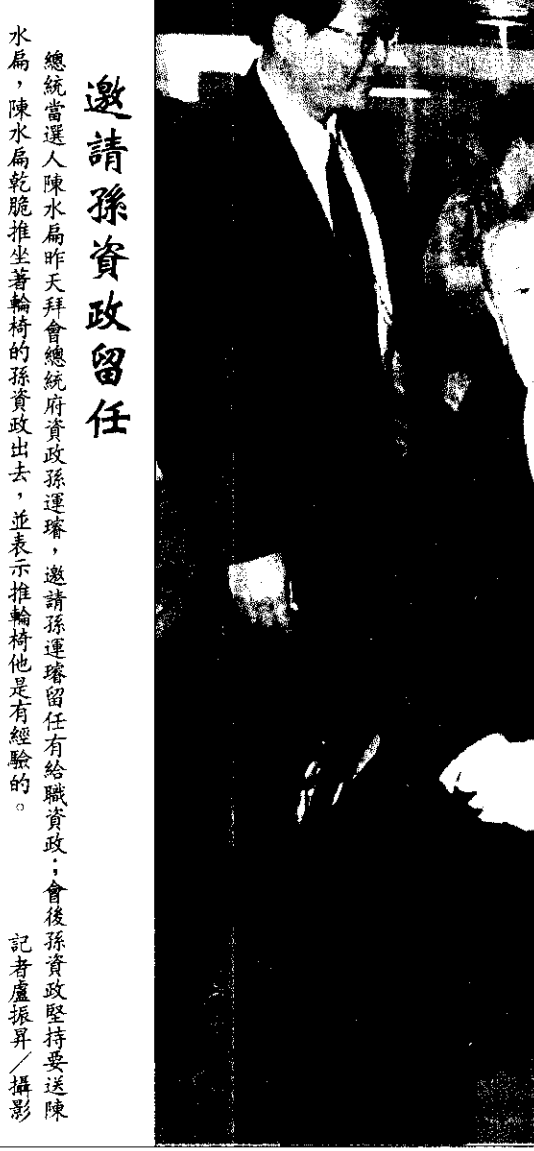 邀請孫資政留任
總統當選人陳水扁昨天拜會總統府資政孫運璿，邀請孫運璿留任有給職資政；會後孫資政堅持要送陳
水扁，陳水扁乾脆推坐著輪椅的孫資政出去，並表示推輪椅他是有經驗的。　記者盧振昇／攝影